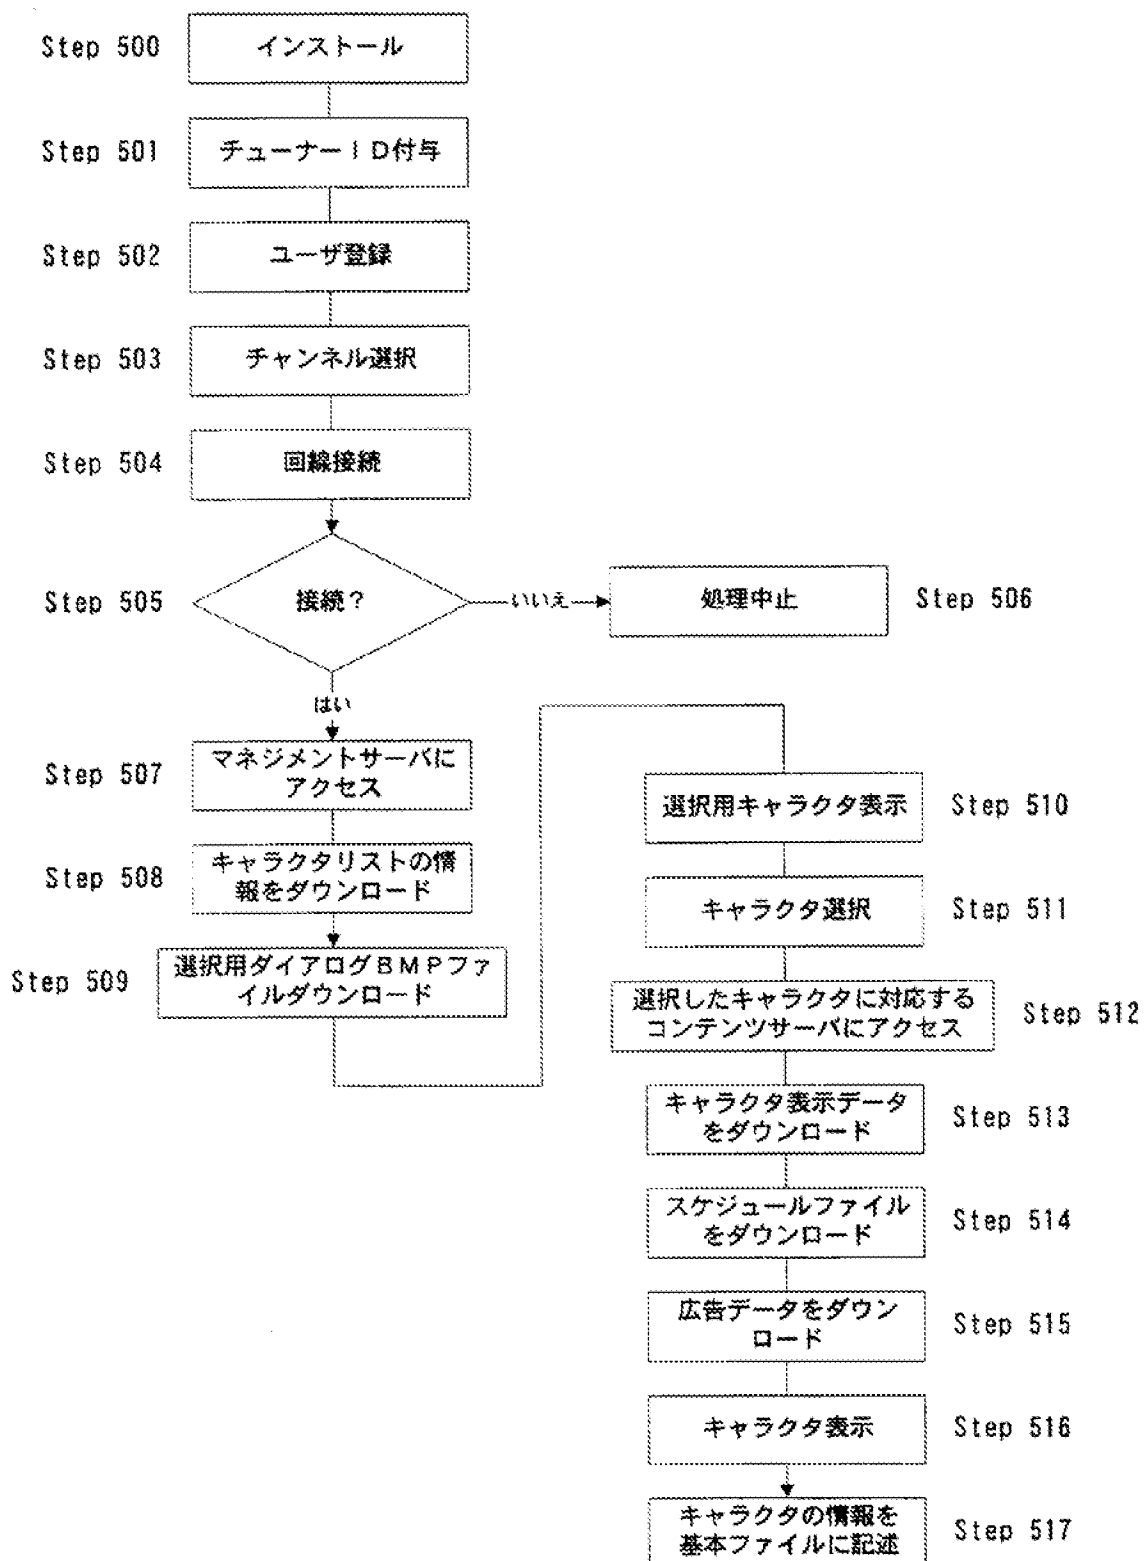 Step 500
インストール
Step 501
チューナーID付与
Step 502
ユーザ登録
Step 503
チャンネル選択
Step 504
回線接続
Step 505
接続?
いいえ
処理中止
Step 506
はい
Step 507
マネジメントサーバに
アクセス
Step 508
キャラクタリストの情
報をダウンロード
Step 509
選択用ダイアログBMPファ
イルダウンロード
選択用キャラクタ表示
Step 510
キャラクタ選択
Step 511
選択したキャラクタに対応する
コンテンツサーバにアクセス
Step 512
キャラクタ表示データ
をダウンロード
Step 513
スケジュールファイル
をダウンロード
Step 514
広告データをダウン
ロード
Step 515
キャラクタ表示
Step 516
キャラクタの情報を
基本ファイルに記述
Step 517